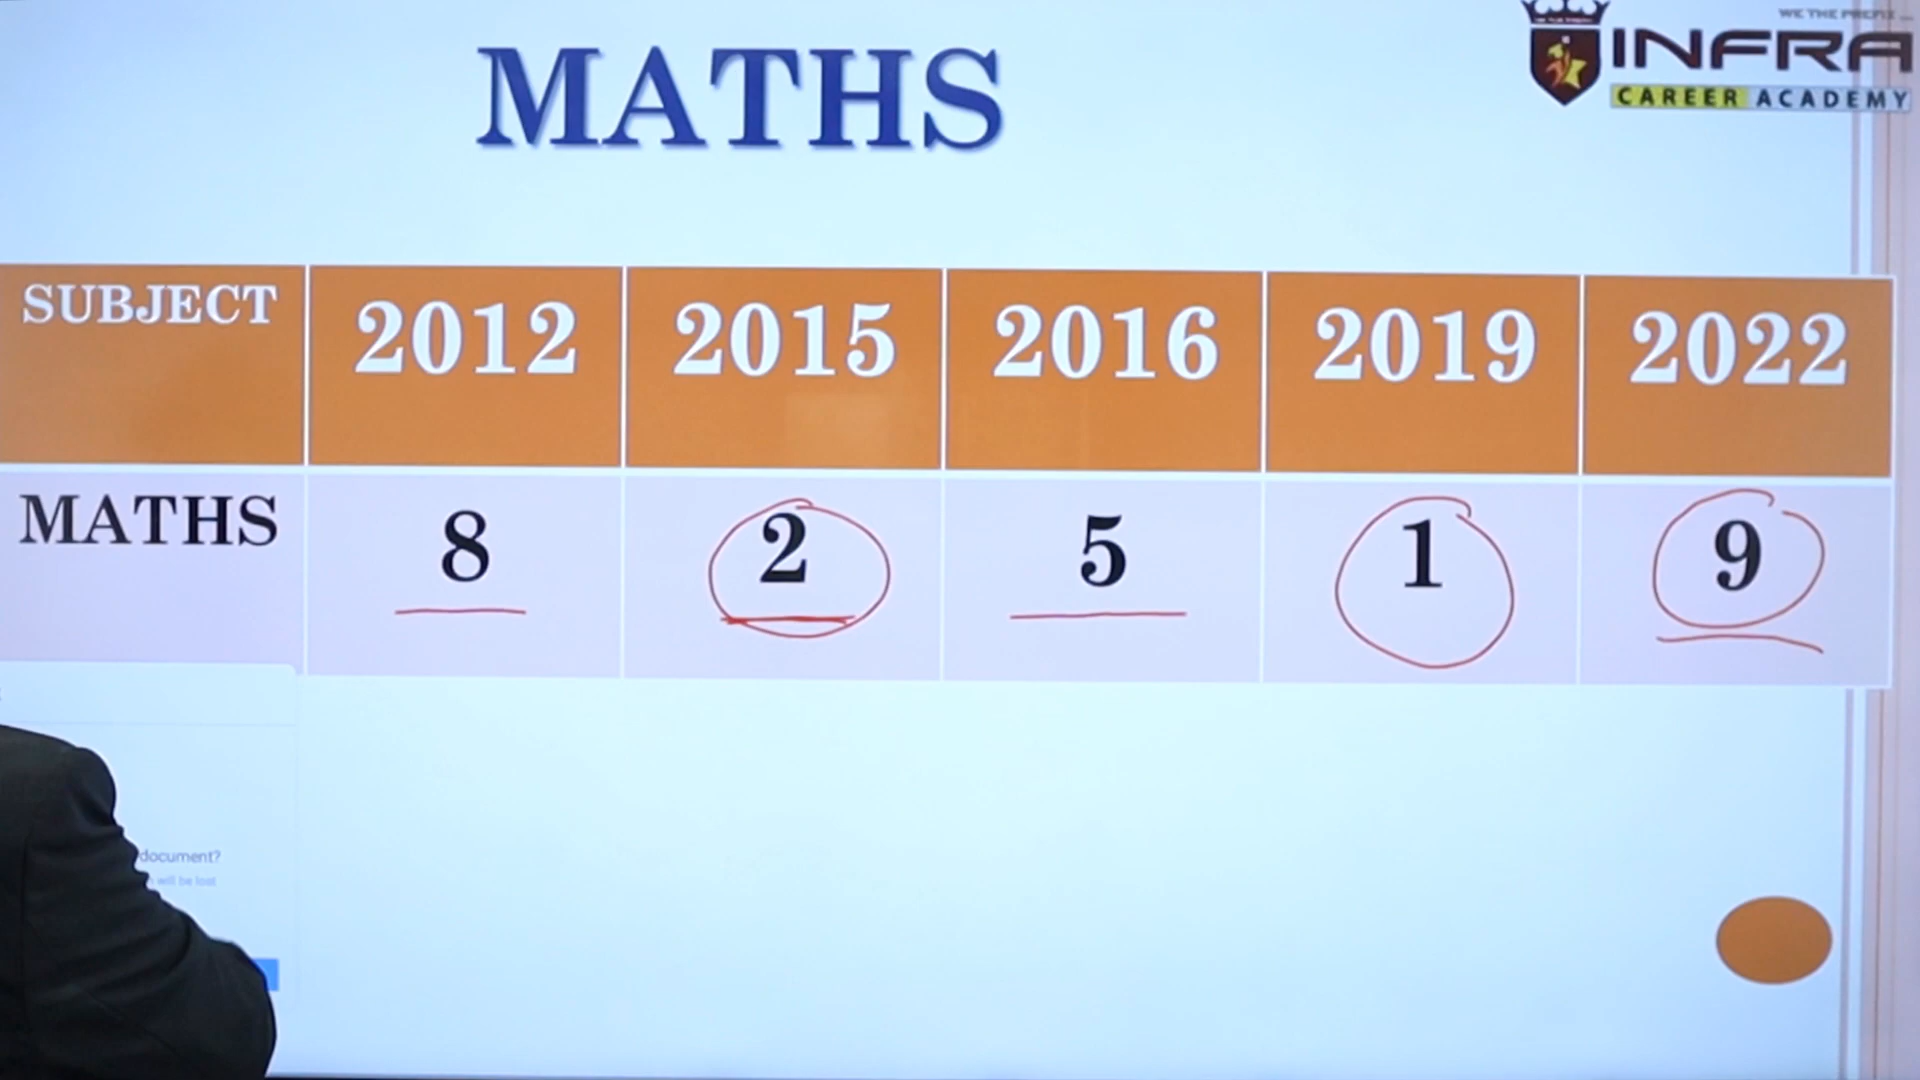 MATHS
WE THE PREFIX ...
INFRA
CAREER ACADEMY
SUBJECT 2012 2015 2016 2019 2022
MATHS 8 2 5 1 9
document?
will be lost